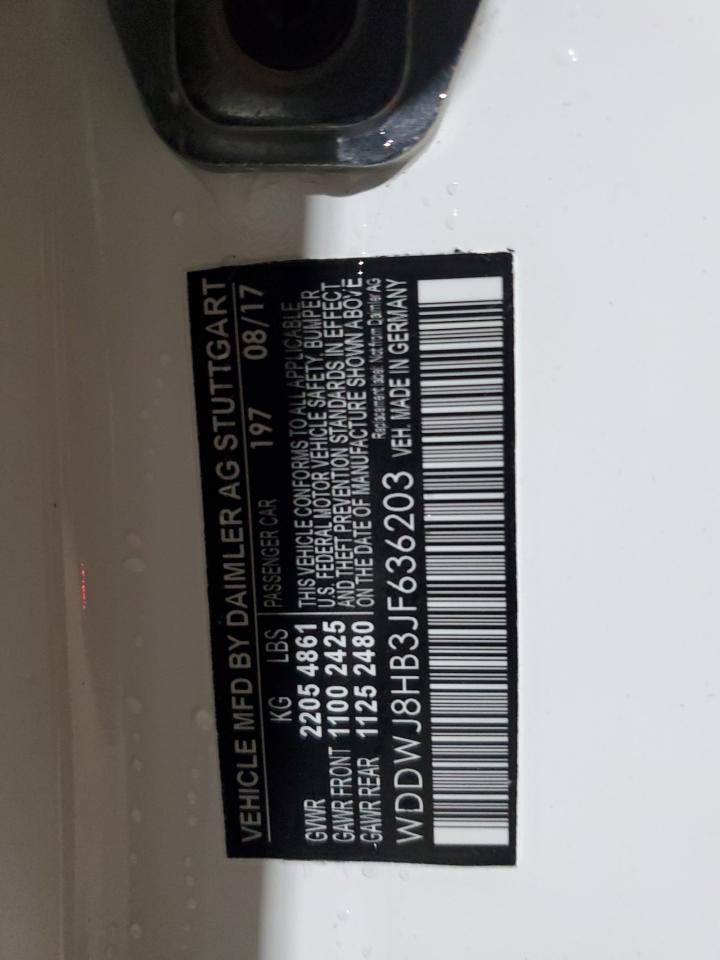 VEHICLE MFD BY DAIMLER AG STUTTGART
197 08/17
KG LBS PASSENGER CAR
GVWR 2205 4861
GAWR FRONT 1100 2425
GAWR REAR 1125 2480
THIS VEHICLE CONFORMS TO ALL APPLICABLE
U.S. FEDERAL MOTOR VEHICLE SAFETY, BUMPER
AND THEFT PREVENTION STANDARDS IN EFFECT
ON THE DATE OF MANUFACTURE SHOWN ABOVE.
Replacement label. Not from Daimler AG
WDDWJ8HB3JF636203 VEH. MADE IN GERMANY